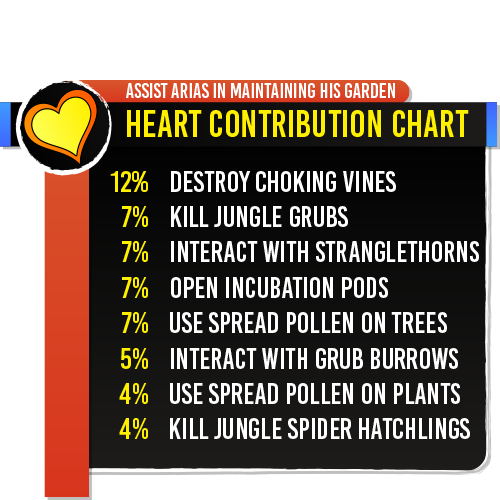 ASSIST ARIAS IN MAINTAINING HIS GARDEN
HEART CONTRIBUTION CHART
12% DESTROY CHOKING VINES
7% KILL JUNGLE GRUBS
7% INTERACT WITH STRANGLETHORNS
7% OPEN INCUBATION PODS
7% USE SPREAD POLLEN ON TREES
5% INTERACT WITH GRUB BURROWS
4% USE SPREAD POLLEN ON PLANTS
4% KILL JUNGLE SPIDER HATCHLINGS